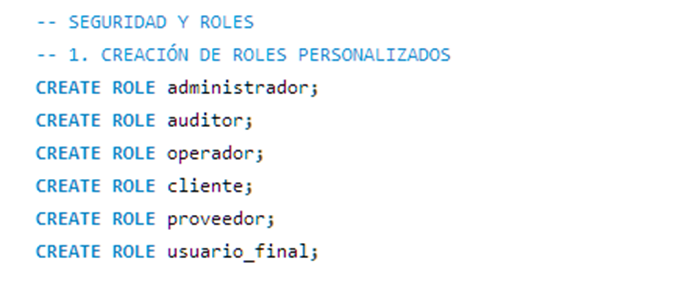 -- SEGURIDAD Y ROLES
-- 1. CREACIÓN DE ROLES PERSONALIZADOS
CREATE ROLE administrador;
CREATE ROLE auditor;
CREATE ROLE operador;
CREATE ROLE cliente;
CREATE ROLE proveedor;
CREATE ROLE usuario_final;